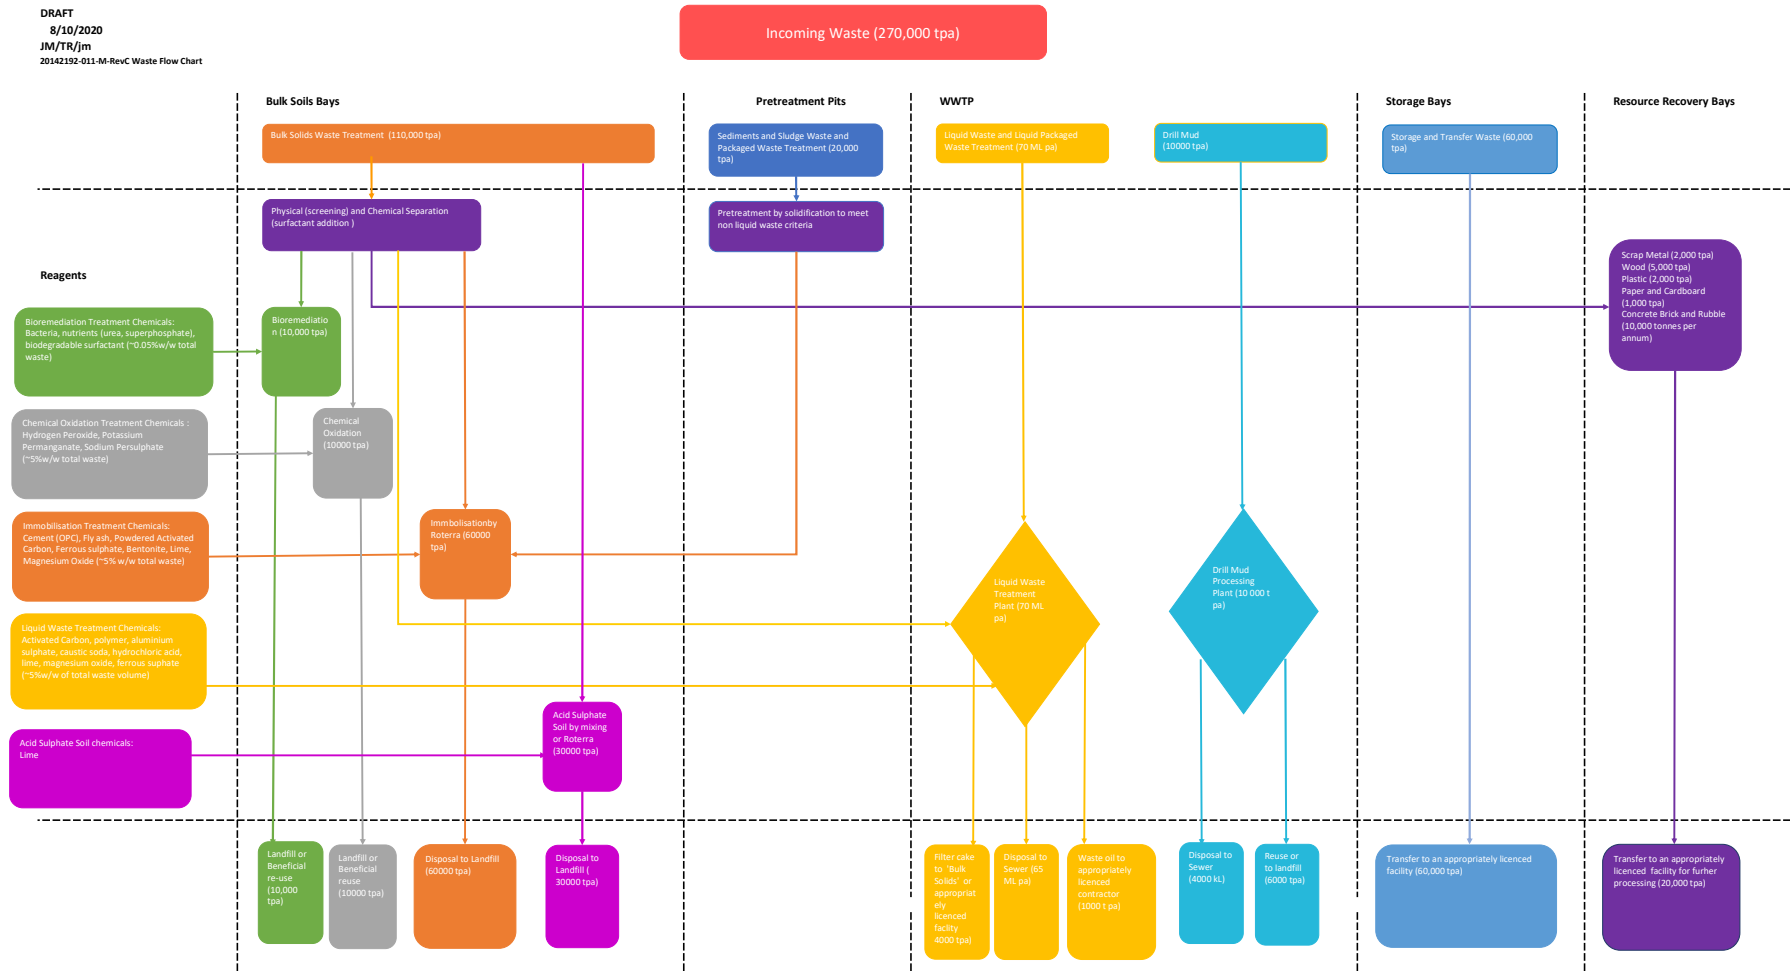 DRAFT
8/10/2020
JM/TR/jm
20142192-011-M-RevC Waste Flow Chart
Incoming Waste (270,000 tpa)
Bulk Soils Bays
Pretreatment Pits
WWTP
Storage Bays
Resource Recovery Bays
Bulk Solids Waste Treatment (110,000 tpa)
Sediments and Sludge Waste and
Packaged Waste Treatment (20,000
tpa)
Liquid Waste and Liquid Packaged
Waste Treatment (70 ML pa)
Drill Mud
(10000 tpa)
Storage and Transfer Waste (60,000
tpa)
Physical (screening) and Chemical Separation
(surfactant addition )
Pretreatment by solidification to meet
non liquid waste criteria
Scrap Metal (2,000 tpa)
Wood (5,000 tpa)
Plastic (2,000 tpa)
Paper and Cardboard
(1,000 tpa)
Concrete Brick and Rubble
(10,000 tonnes per
annum)
Reagents
Bioremediation Treatment Chemicals:
Bacteria, nutrients (urea, superphosphate),
biodegradable surfactant (~0.05%w/w total
waste)
Bioremediatio
n (10,000 tpa)
Chemical Oxidation Treatment Chemicals :
Hydrogen Peroxide, Potassium
Permanganate, Sodium Persulphate
(~5%w/w total waste)
Chemical
Oxidation
(10000 tpa)
Immobilisation Treatment Chemicals:
Cement (OPC), Fly ash, Powdered Activated
Carbon, Ferrous sulphate, Bentonite, Lime,
Magnesium Oxide (~5% w/w total waste)
Immbolisationby
Roterra (60000
tpa)
Liquid Waste
Treatment
Plant (70 ML
pa)
Drill Mud
Processing
Plant (10 000 t
pa)
Liquid Waste Treatment Chemicals:
Activated Carbon, polymer, aluminium
sulphate, caustic soda, hydrochloric acid,
lime, magnesium oxide, ferrous suphate
(~5%w/w of total waste volume)
Acid Sulphate Soil chemicals:
Lime
Acid Sulphate
Soil by mixing
or Roterra
(30000 tpa)
Landfill or
Beneficial
re-use
(10,000
tpa)
Landfill or
Beneficial
reuse
(10000 tpa)
Disposal to Landfill
(60000 tpa)
Disposal to
Landfill (
30000 tpa)
Filter cake
to 'Bulk
Solids' or
appropriat
ely
licenced
faciity
4000 tpa)
Disposal to
Sewer (65
ML pa)
Waste oil to
appropriately
licenced
contractor
(1000 t pa)
Disposal to
Sewer
(4000 kL)
Reuse or
to landfill
(6000 tpa)
Transfer to an appropriately licenced
facility (60,000 tpa)
Transfer to an appropriately
licenced facility for furher
processing (20,000 tpa)